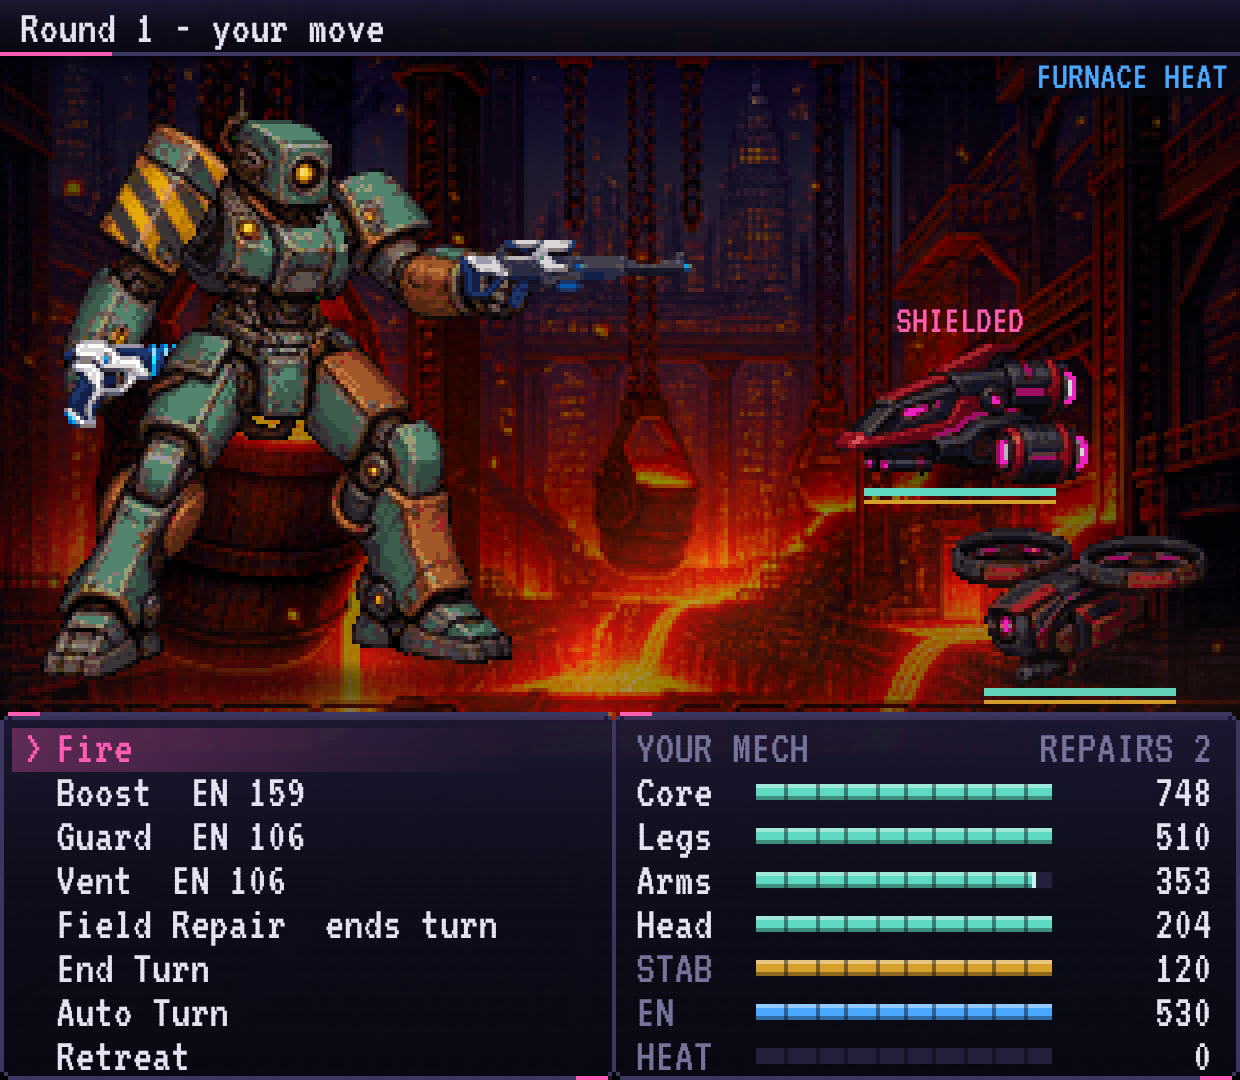 Round 1 - your move
FURNACE HEAT
SHIELDED
> Fire
Boost EN 159
Guard EN 106
Vent EN 106
Field Repair ends turn
End Turn
Auto Turn
Retreat
YOUR MECH REPAIRS 2
Core 748
Legs 510
Arms 353
Head 204
STAB 120
EN 530
HEAT 0